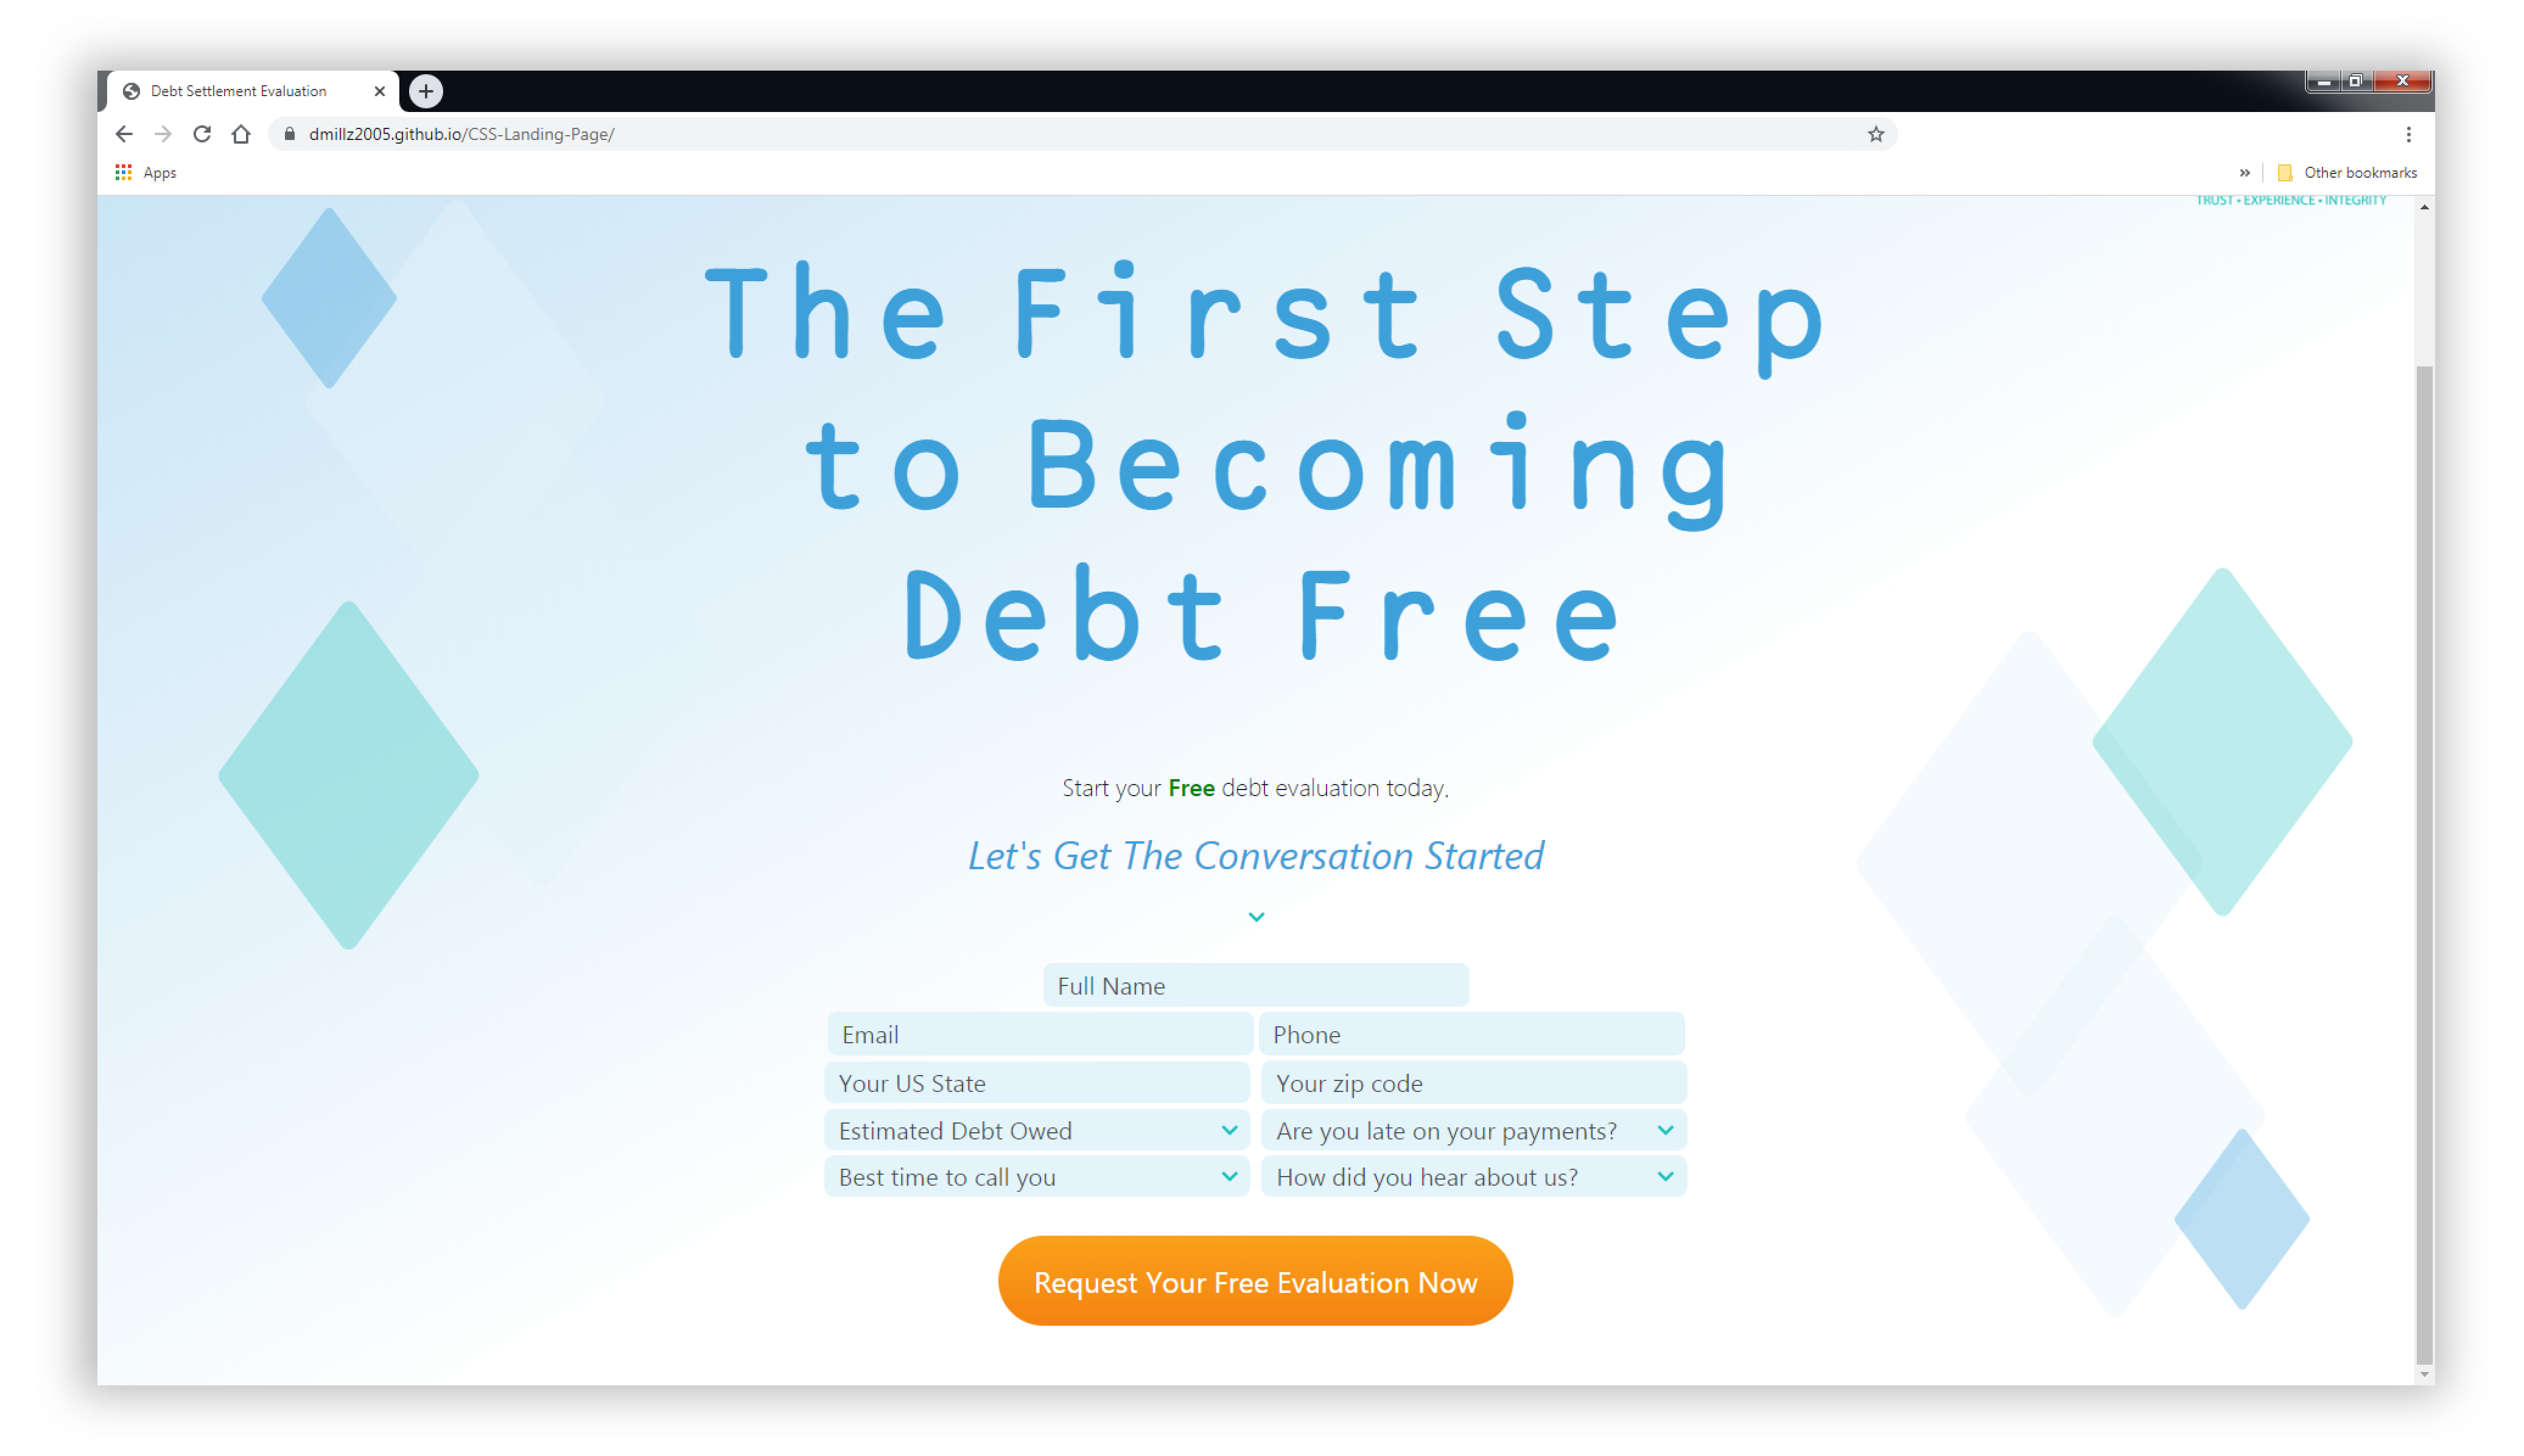 Debt Settlement Evaluation
dmillz2005.github.io/CSS-Landing-Page/
Apps
Other bookmarks
TRUST • EXPERIENCE • INTEGRITY
The First Step
to Becoming
Debt Free
Start your Free debt evaluation today.
Let's Get The Conversation Started
Full Name
Email Phone
Your US State Your zip code
Estimated Debt Owed Are you late on your payments?
Best time to call you How did you hear about us?
Request Your Free Evaluation Now